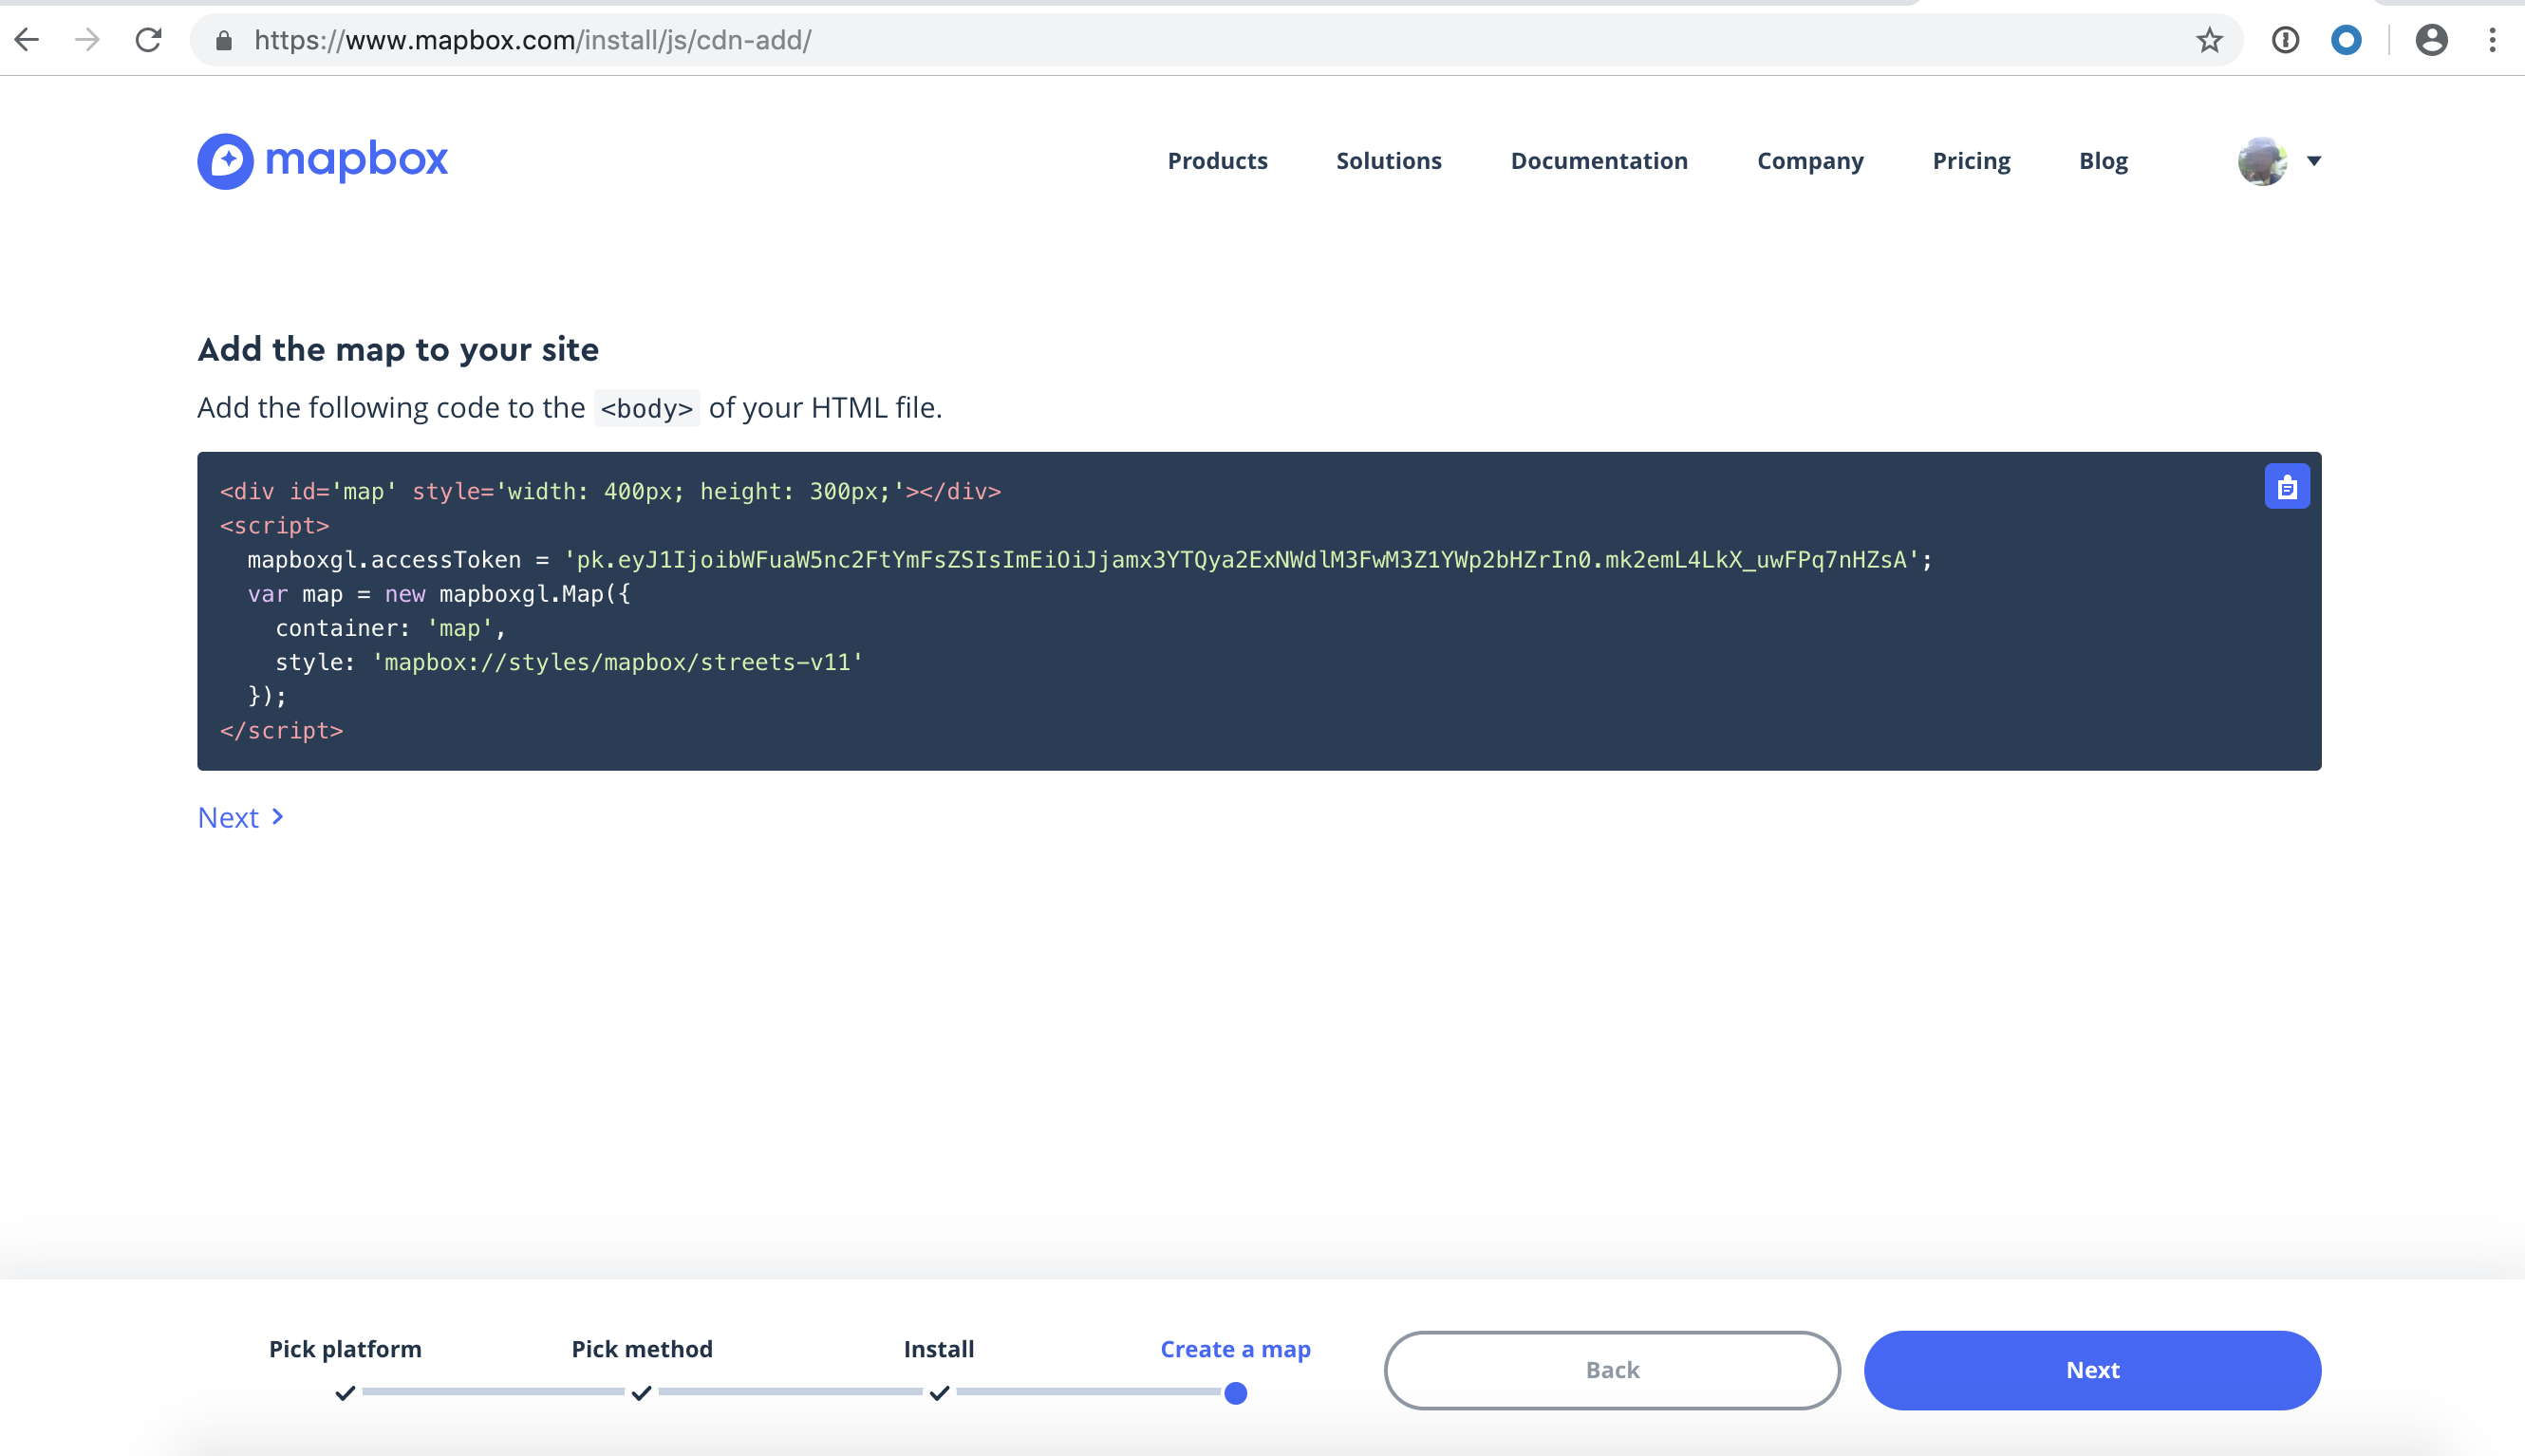 https://www.mapbox.com/install/js/cdn-add/
mapbox
Products Solutions Documentation Company Pricing Blog
Add the map to your site
Add the following code to the <body> of your HTML file.
<div id='map' style='width: 400px; height: 300px;'></div>
<script>
  mapboxgl.accessToken = 'pk.eyJ1IjoibWFuaW5nc2FtYmFsZSIsImEiOiJjamx3YTQya2ExNWdlM3FwM3Z1YWp2bHZrIn0.mk2emL4LkX_uwFPq7nHZsA';
  var map = new mapboxgl.Map({
    container: 'map',
    style: 'mapbox://styles/mapbox/streets-v11'
  });
</script>
Next
Pick platform Pick method Install Create a map
Back Next